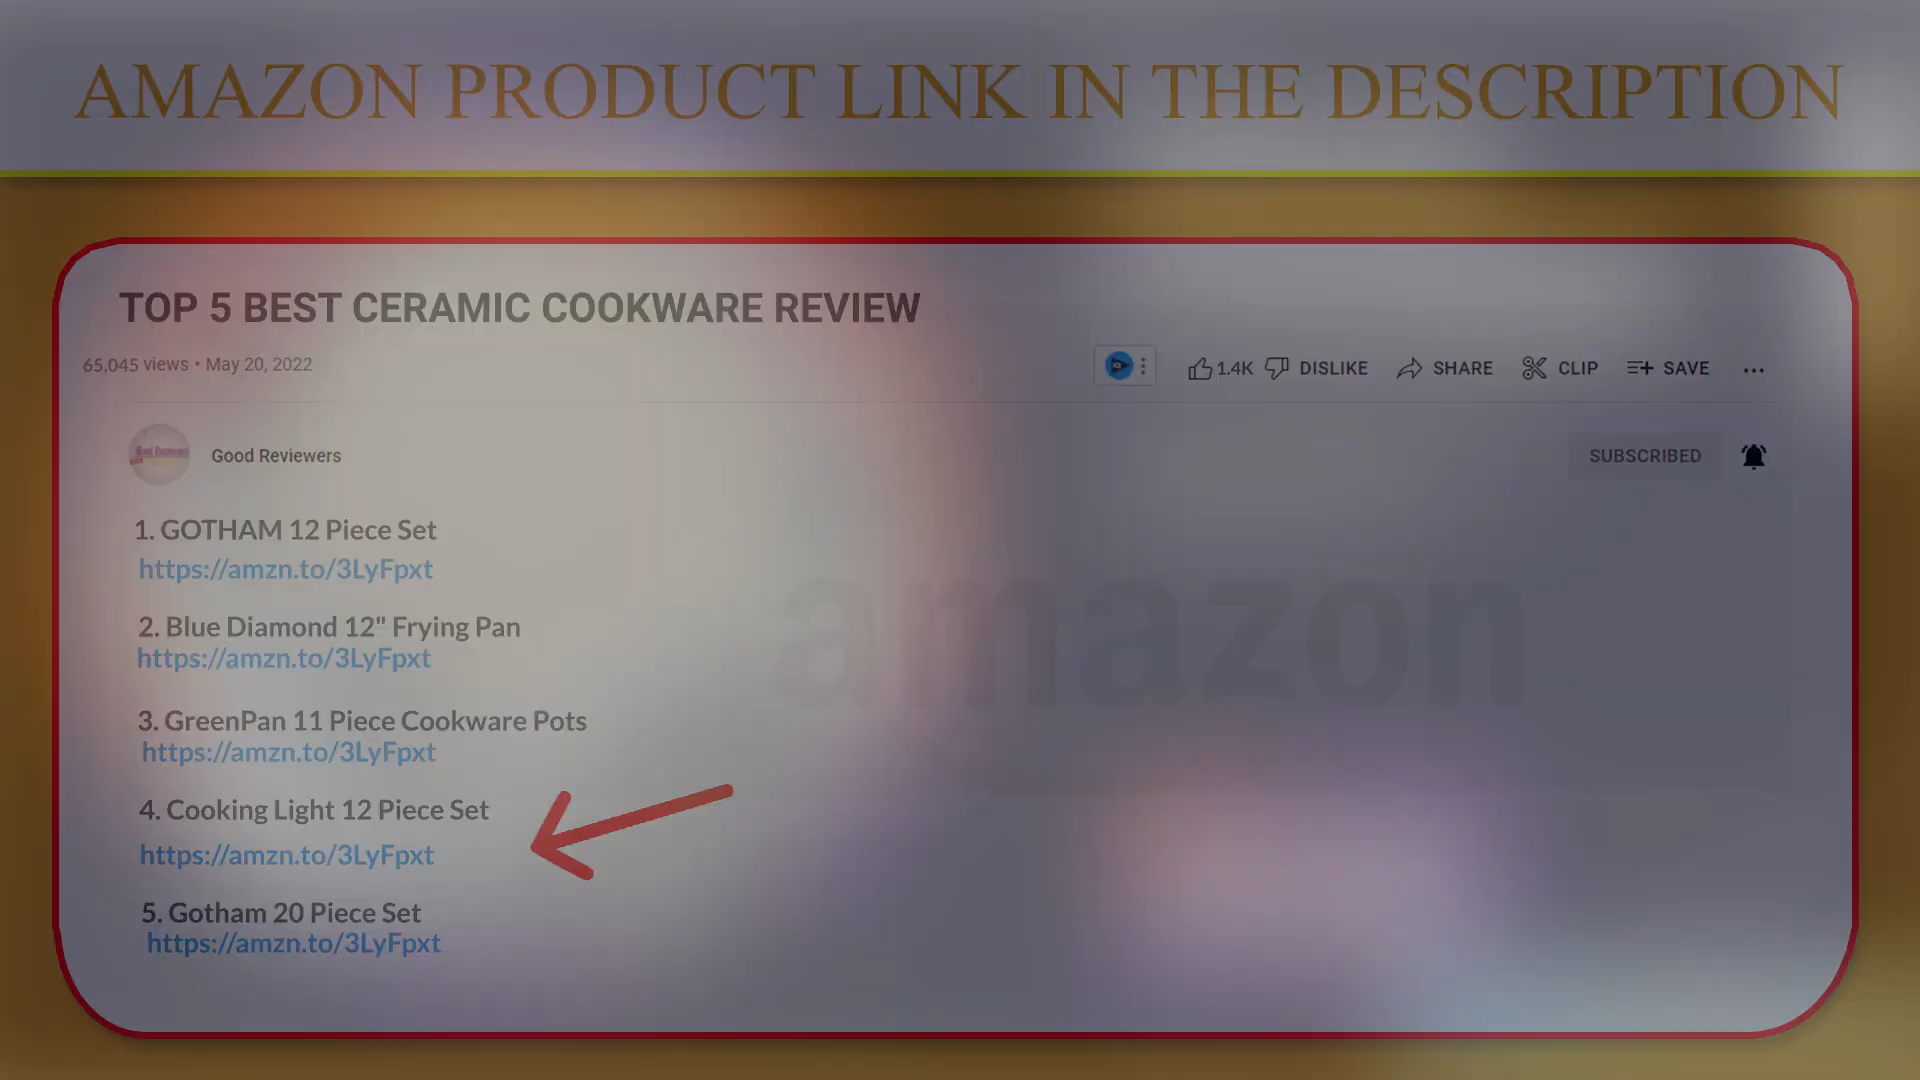 AMAZON PRODUCT LINK IN THE DESCRIPTION
TOP 5 BEST CERAMIC COOKWARE REVIEW
65,045 views • May 20, 2022
1.4K DISLIKE SHARE CLIP SAVE ...
Good Reviewers
SUBSCRIBED
1. GOTHAM 12 Piece Set
https://amzn.to/3LyFpxt
2. Blue Diamond 12" Frying Pan
https://amzn.to/3LyFpxt
3. GreenPan 11 Piece Cookware Pots
https://amzn.to/3LyFpxt
4. Cooking Light 12 Piece Set
https://amzn.to/3LyFpxt
5. Gotham 20 Piece Set
https://amzn.to/3LyFpxt
amazon